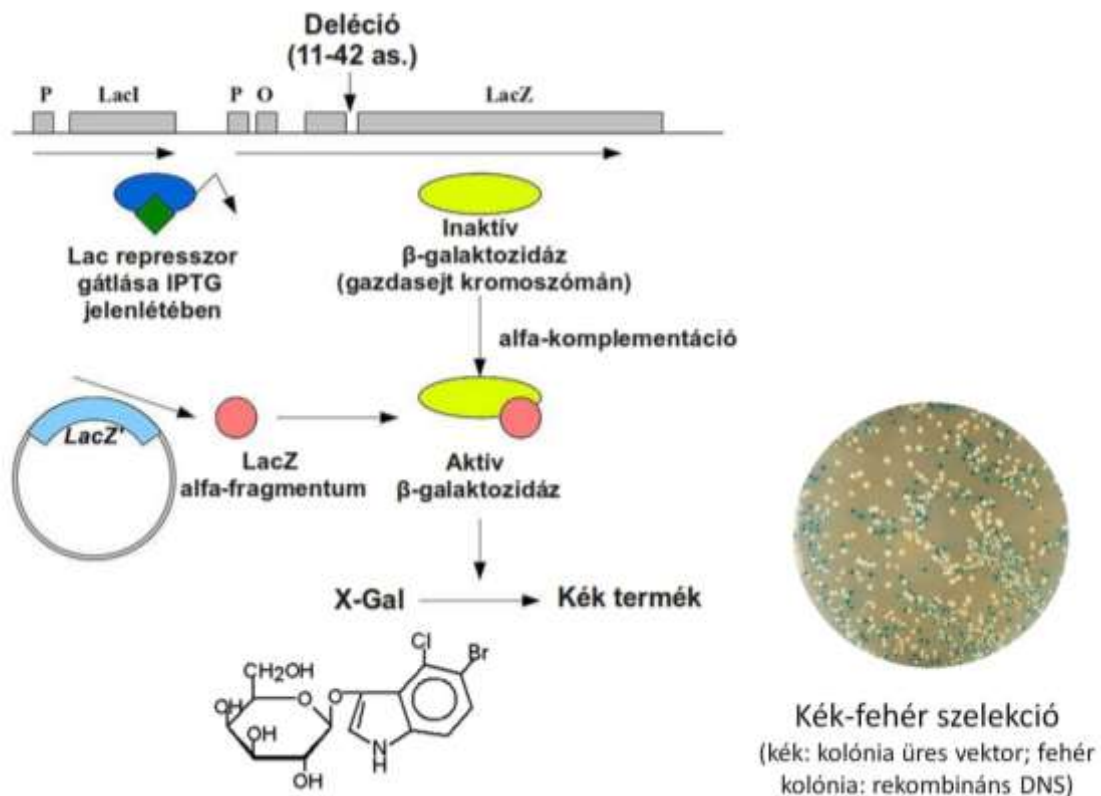 Deléció
(11-42 as.)
P LacI P O LacZ
Lac represszor
gátlása IPTG
jelenlétében
Inaktív
β-galaktozidáz
(gazdasejt kromoszómán)
alfa-komplementáció
LacZ'
LacZ
alfa-fragmentum
Aktív
β-galaktozidáz
X-Gal Kék termék
Cl
Br
CH2OH
OH
O
O
OH
OH
N
H
Kék-fehér szelekció
(kék: kolónia üres vektor; fehér
kolónia: rekombináns DNS)